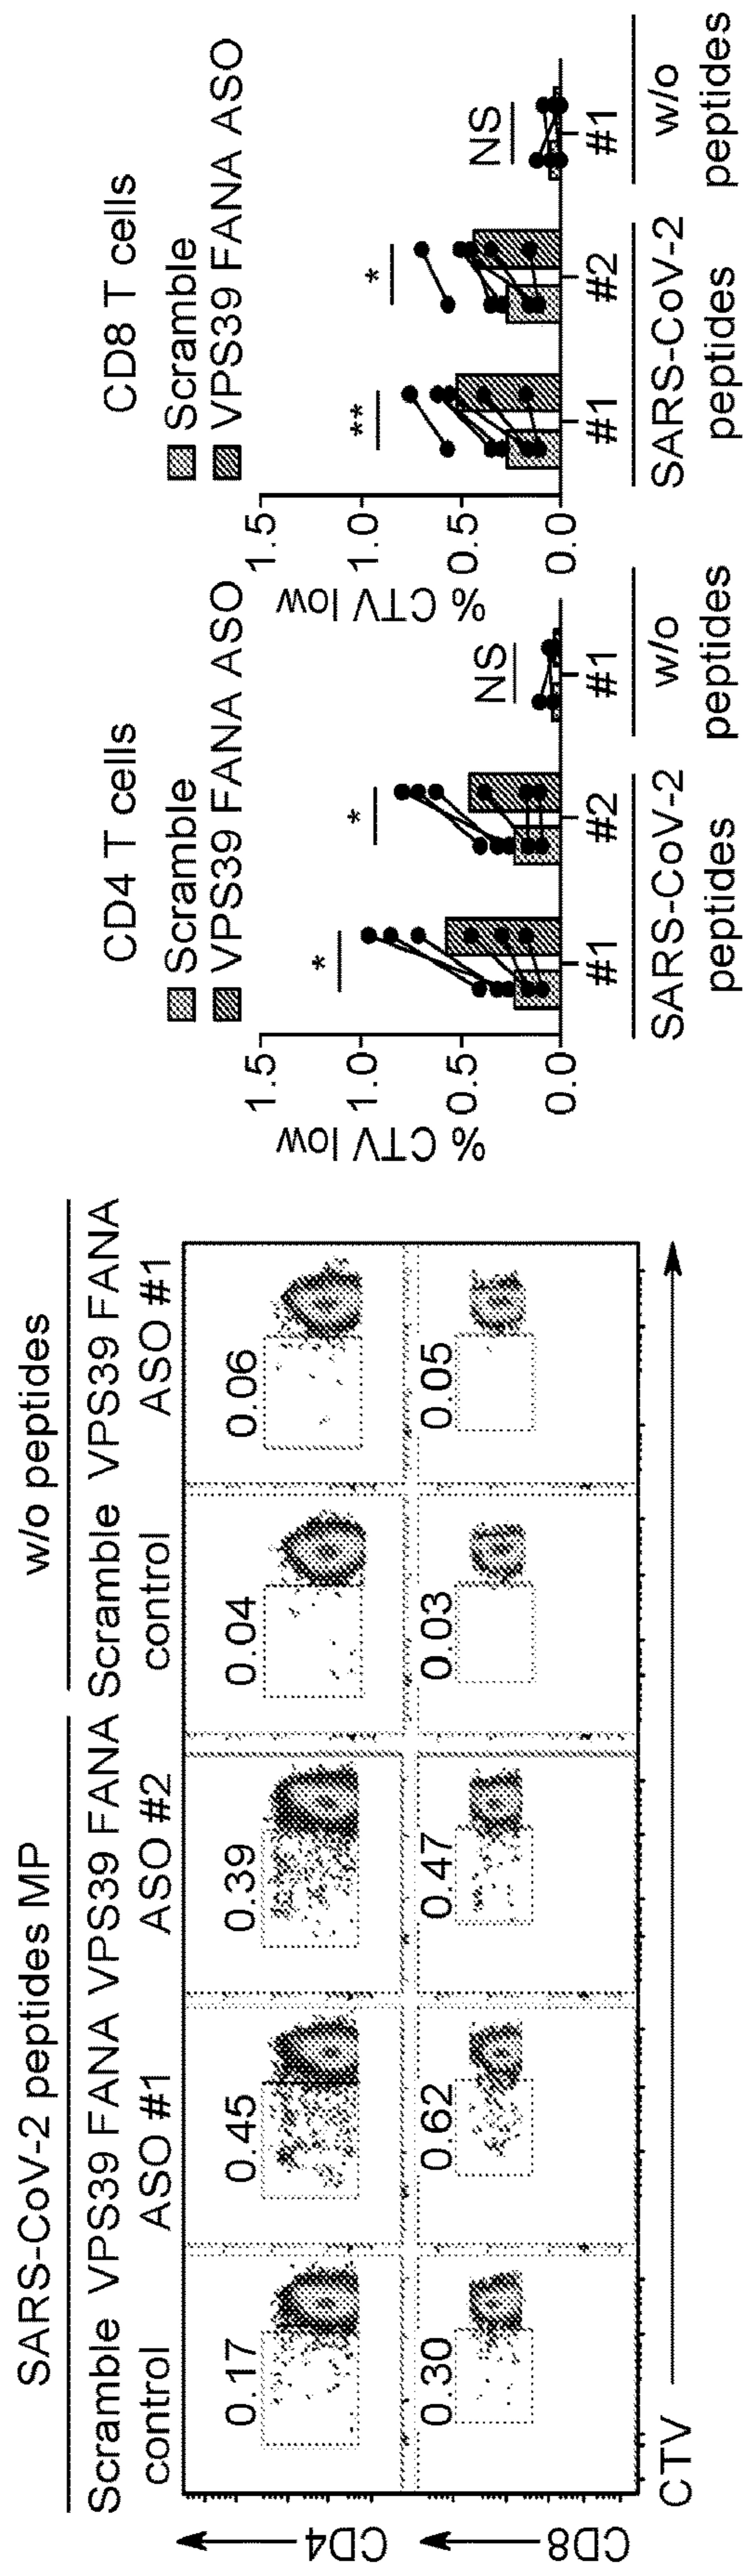 SARS-CoV-2 peptides MP
w/o peptides
Scramble control
VPS39 FANA ASO #1
VPS39 FANA ASO #2
Scramble control
VPS39 FANA ASO #1
CD4
0.17
0.45
0.39
0.04
0.06
CD8
0.30
0.62
0.47
0.03
0.05
CTV
CD4 T cells
Scramble
VPS39 FANA ASO
% CTV low
1.5
1.0
0.5
0.0
*
*
NS
#1
#2
#1
SARS-CoV-2 peptides
w/o peptides
CD8 T cells
Scramble
VPS39 FANA ASO
% CTV low
1.5
1.0
0.5
0.0
**
*
NS
#1
#2
#1
SARS-CoV-2 peptides
w/o peptides